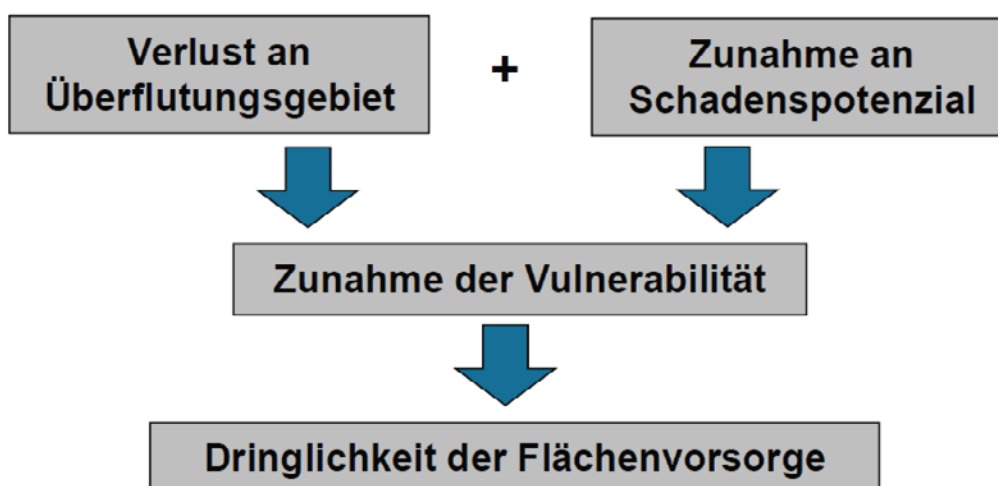 Verlust an
Überflutungsgebiet
+
Zunahme an
Schadenspotenzial
Zunahme der Vulnerabilität
Dringlichkeit der Flächenvorsorge